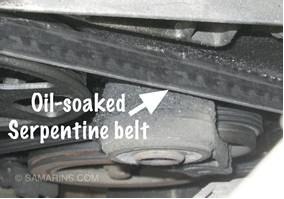 Oil-soaked
Serpentine belt
© SAMARINS.COM